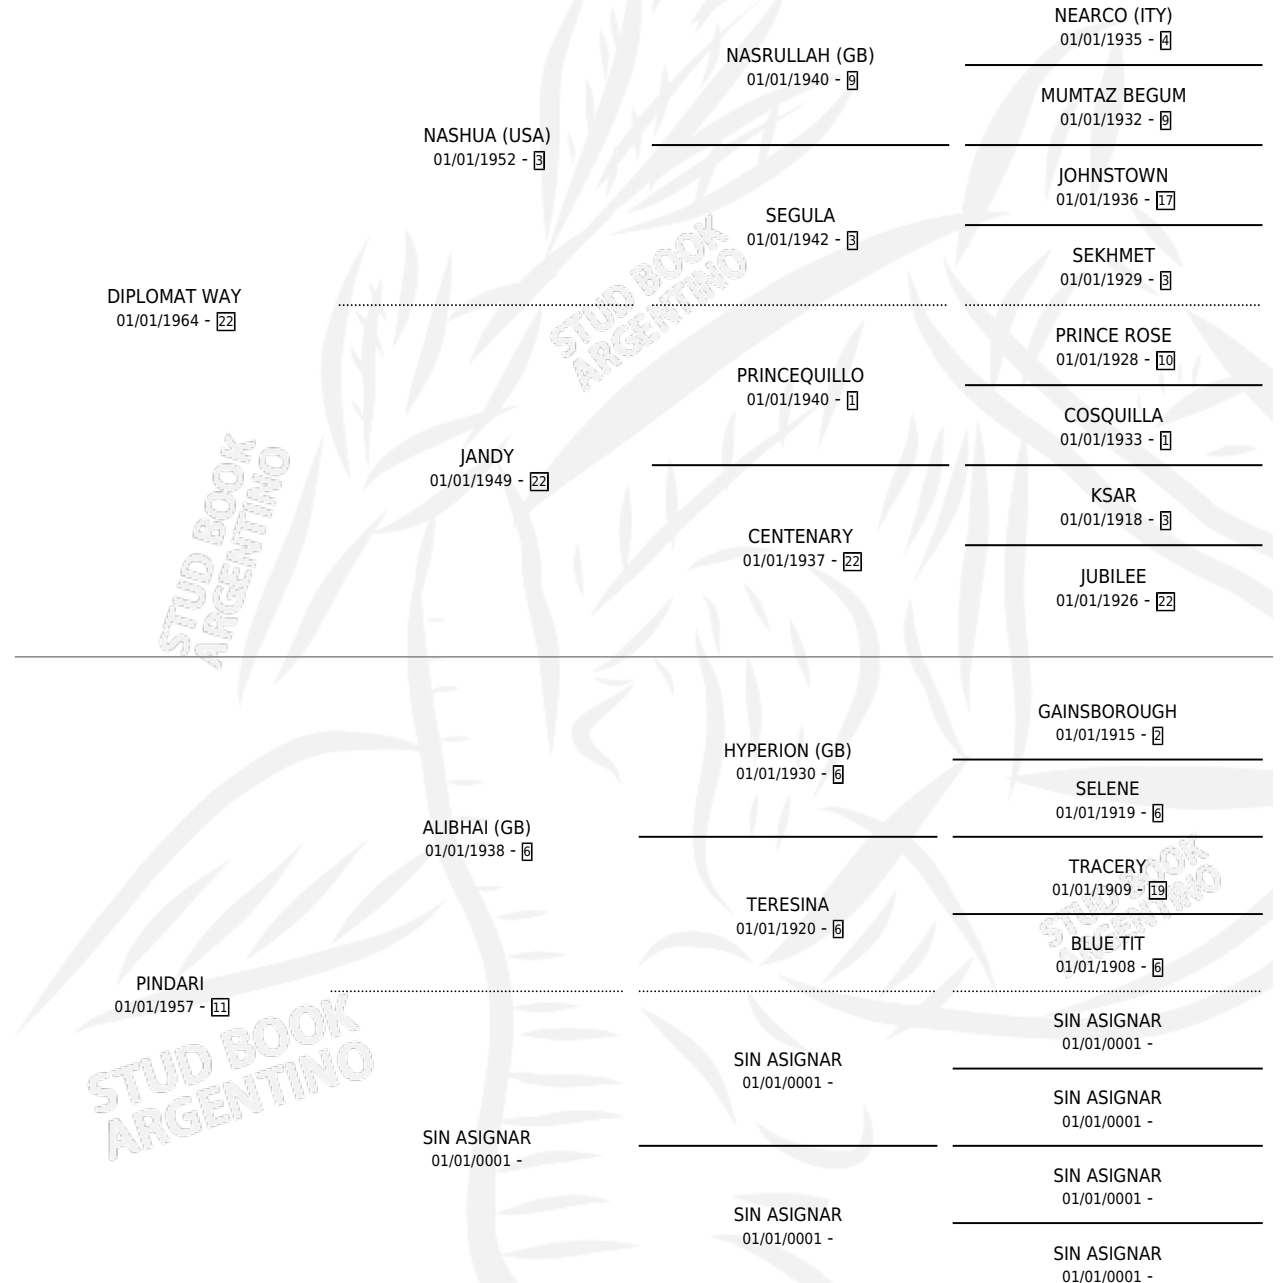 NEARCO (ITY)
01/01/1935 - 4
NASRULLAH (GB)
01/01/1940 - 9
MUMTAZ BEGUM
01/01/1932 - 9
NASHUA (USA)
01/01/1952 - 3
JOHNSTOWN
01/01/1936 - 17
SEGULA
01/01/1942 - 3
SEKHMET
01/01/1929 - 3
DIPLOMAT WAY
01/01/1964 - 22
PRINCE ROSE
01/01/1928 - 10
PRINCEQUILLO
01/01/1940 - 1
COSQUILLA
01/01/1933 - 1
JANDY
01/01/1949 - 22
KSAR
01/01/1918 - 3
CENTENARY
01/01/1937 - 22
JUBILEE
01/01/1926 - 22
GAINSBOROUGH
01/01/1915 - 2
HYPERION (GB)
01/01/1930 - 6
SELENE
01/01/1919 - 6
ALIBHAI (GB)
01/01/1938 - 6
TRACERY
01/01/1909 - 19
TERESINA
01/01/1920 - 6
BLUE TIT
01/01/1908 - 6
PINDARI
01/01/1957 - 11
SIN ASIGNAR
01/01/0001 -
SIN ASIGNAR
01/01/0001 -
SIN ASIGNAR
01/01/0001 -
SIN ASIGNAR
01/01/0001 -
SIN ASIGNAR
01/01/0001 -
SIN ASIGNAR
01/01/0001 -
SIN ASIGNAR
01/01/0001 -
STUD BOOK
ARGENTINO
STUD BOOK
ARGENTINO
STUD BOOK
ARGENTINO
STUD BOOK
ARGENTINO